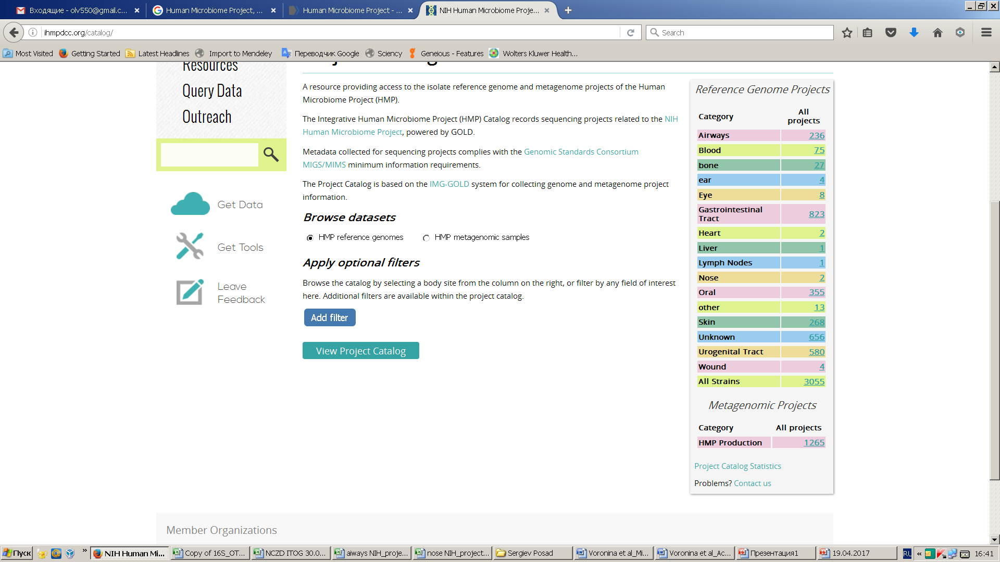 Входящие - olv550@gmail.c...
Human Microbiome Project, ...
Human Microbiome Project - ...
NIH Human Microbiome Proje...
ihmpdcc.org/catalog/
Search
Most Visited
Getting Started
Latest Headlines
Import to Mendeley
Переводчик Google
Sciency
Geneious - Features
Wolters Kluwer Health...
Resources
Query Data
Outreach
Get Data
Get Tools
Leave
Feedback
A resource providing access to the isolate reference genome and metagenome projects of the Human
Microbiome Project (HMP).
The Integrative Human Microbiome Project (HMP) Catalog records sequencing projects related to the NIH
Human Microbiome Project, powered by GOLD.
Metadata collected for sequencing projects complies with the Genomic Standards Consortium
MIGS/MIMS minimum information requirements.
The Project Catalog is based on the IMG-GOLD system for collecting genome and metagenome project
information.
Browse datasets
HMP reference genomes
HMP metagenomic samples
Apply optional filters
Browse the catalog by selecting a body site from the column on the right, or filter by any field of interest
here. Additional filters are available within the project catalog.
Add filter
View Project Catalog
Reference Genome Projects
Category All
projects
Airways 236
Blood 75
bone 27
ear 4
Eye 8
Gastrointestinal
Tract 823
Heart 2
Liver 1
Lymph Nodes 1
Nose 2
Oral 355
other 13
Skin 268
Unknown 656
Urogenital Tract 580
Wound 4
All Strains 3055
Metagenomic Projects
Category All projects
HMP Production 1265
Project Catalog Statistics
Problems? Contact us
Member Organizations
Пуск
NIH Human Mi...
Copy of 16S_OT...
NCZD ITOG 30.0...
aiways NIH_proje...
nose NIH_project...
Sergiev Posad
Voronina et al_Mi...
Voronina et al_Ac...
Презентация1
19.04.2017
RU
16:41